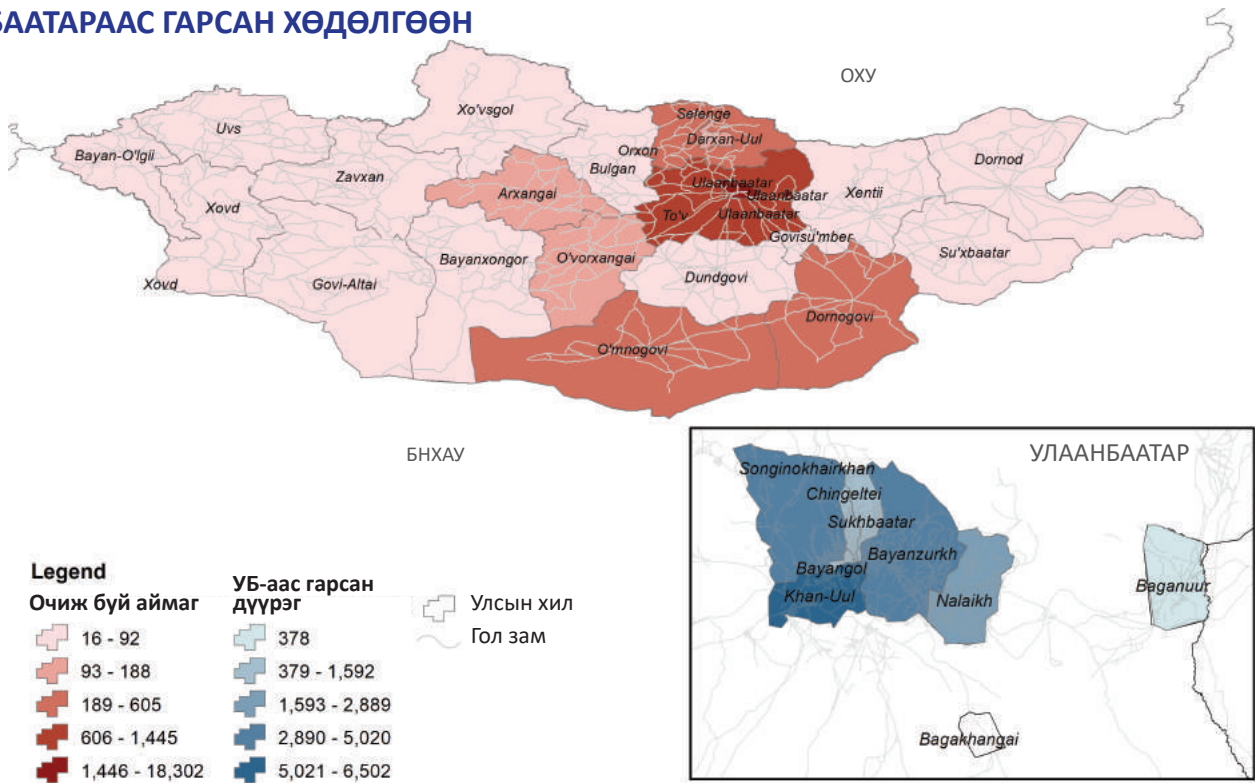 БААТАРААС ГАРСАН ХӨДӨЛГӨӨН
ОХУ
Xo'vsgol
Selenge
Uvs
Darxan-Uul
Bayan-O'lgii
Orxon
Dornod
Bulgan
Zavxan
Ulaanbaatar
Arxangai
Ulaanbaatar
Xentii
Xovd
To'v
Ulaanbaatar
Govisu'mber
Su'xbaatar
Bayanxongor
O'vorxangai
Dundgovi
Xovd
Govi-Altai
Dornogovi
O'mnogovi
БНХАУ
УЛААНБААТАР
Songinokhairkhan
Chingeltei
Sukhbaatar
Bayanzurkh
Bayangol
Khan-Uul
Nalaikh
Baganuur
Bagakhangai
Legend
Очиж буй аймаг
16 - 92
93 - 188
189 - 605
606 - 1,445
1,446 - 18,302
УБ-аас гарсан
дүүрэг
378
379 - 1,592
1,593 - 2,889
2,890 - 5,020
5,021 - 6,502
Улсын хил
Гол зам